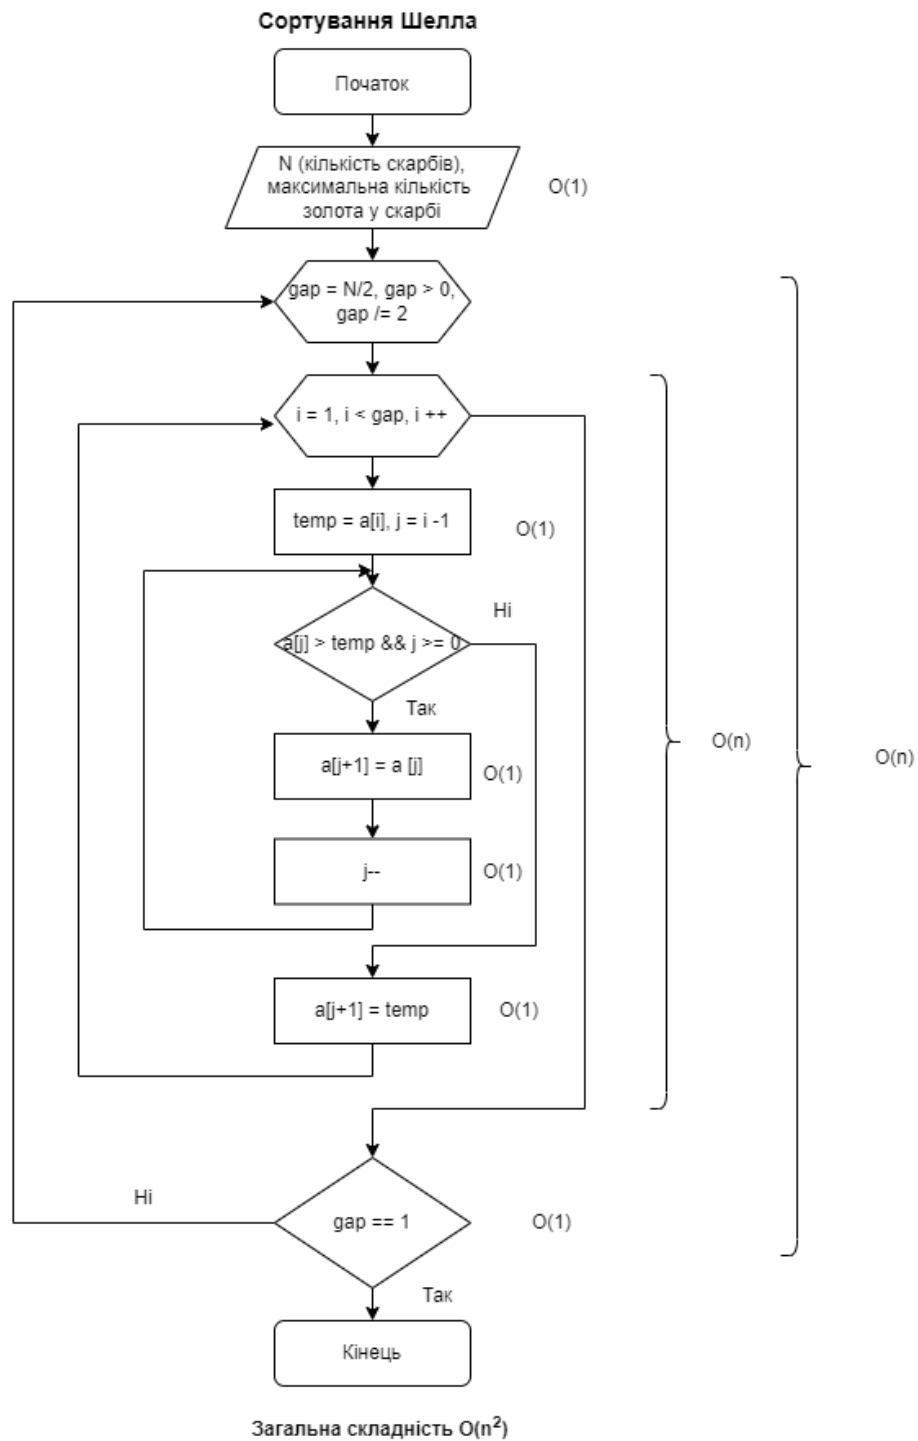 Сортування Шелла
Початок
N (кількість скарбів),
максимальна кількість
золота у скарбі
O(1)
gap = N/2, gap > 0,
gap /= 2
i = 1, i < gap, i ++
temp = a[i], j = i -1
O(1)
Ні
a[j] > temp && j >= 0
Так
O(n)
O(n)
a[j+1] = a [j]
O(1)
j--
O(1)
a[j+1] = temp
O(1)
Ні
gap == 1
O(1)
Так
Кінець
Загальна складність O(n²)